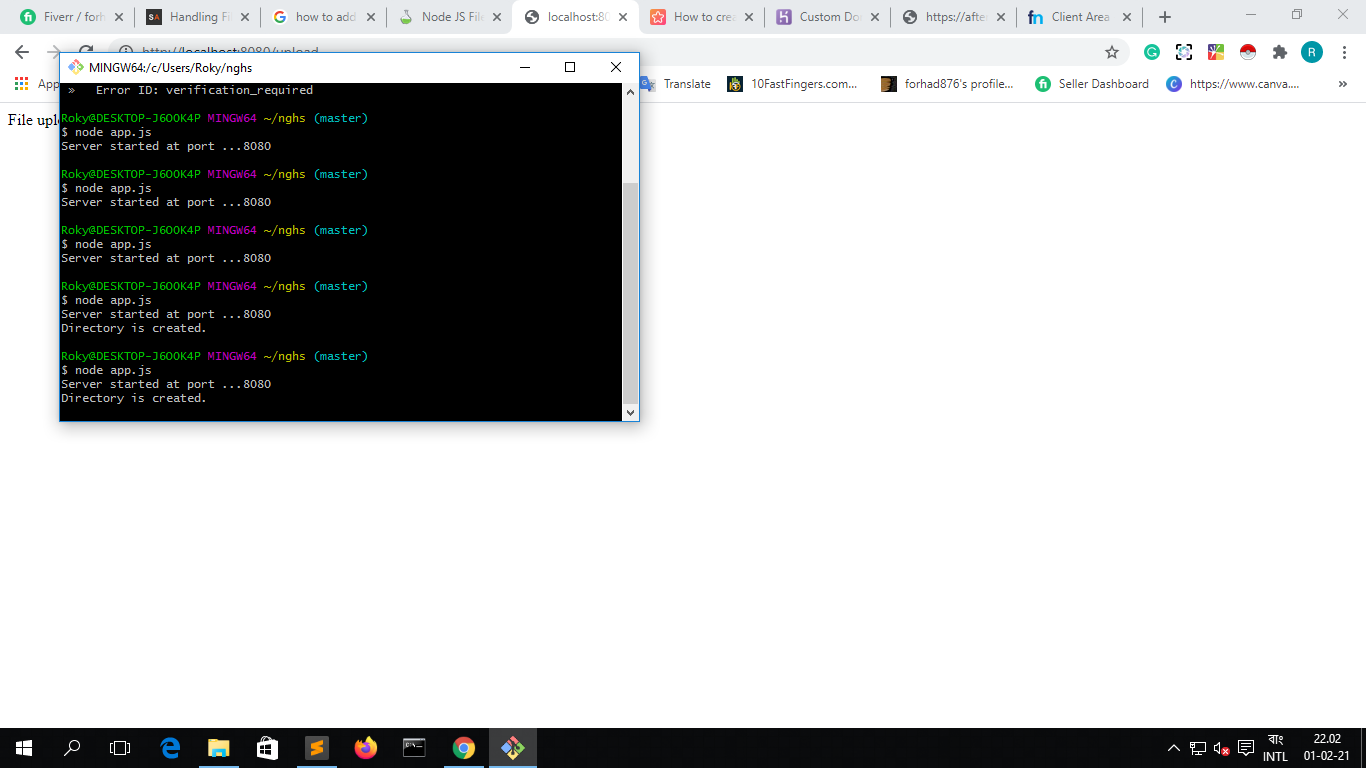 Fiverr / forh
Handling Fi
how to add
Node JS File
localhost:80
How to crea
Custom Dom
https://after
Client Area
http://localhost:8080/upload
R
App
Translate
10FastFingers.com...
forhad876's profile...
Seller Dashboard
https://www.canva....
»
File uplo
MINGW64:/c/Users/Roky/nghs
» Error ID: verification_required
Roky@DESKTOP-J6OOK4P MINGW64 ~/nghs (master)
$ node app.js
Server started at port ...8080
Roky@DESKTOP-J6OOK4P MINGW64 ~/nghs (master)
$ node app.js
Server started at port ...8080
Roky@DESKTOP-J6OOK4P MINGW64 ~/nghs (master)
$ node app.js
Server started at port ...8080
Roky@DESKTOP-J6OOK4P MINGW64 ~/nghs (master)
$ node app.js
Server started at port ...8080
Directory is created.
Roky@DESKTOP-J6OOK4P MINGW64 ~/nghs (master)
$ node app.js
Server started at port ...8080
Directory is created.
বাং
INTL
22.02
01-02-21